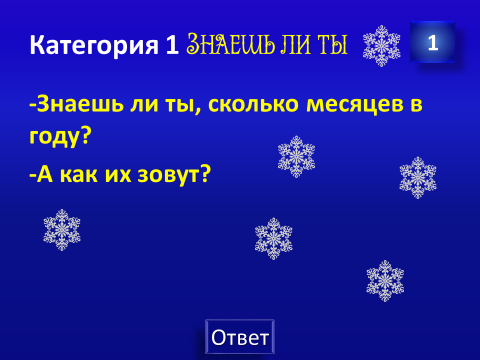 Категория 1 Знаешь ли ты
1
-Знаешь ли ты, сколько месяцев в
году?
-А как их зовут?
Ответ